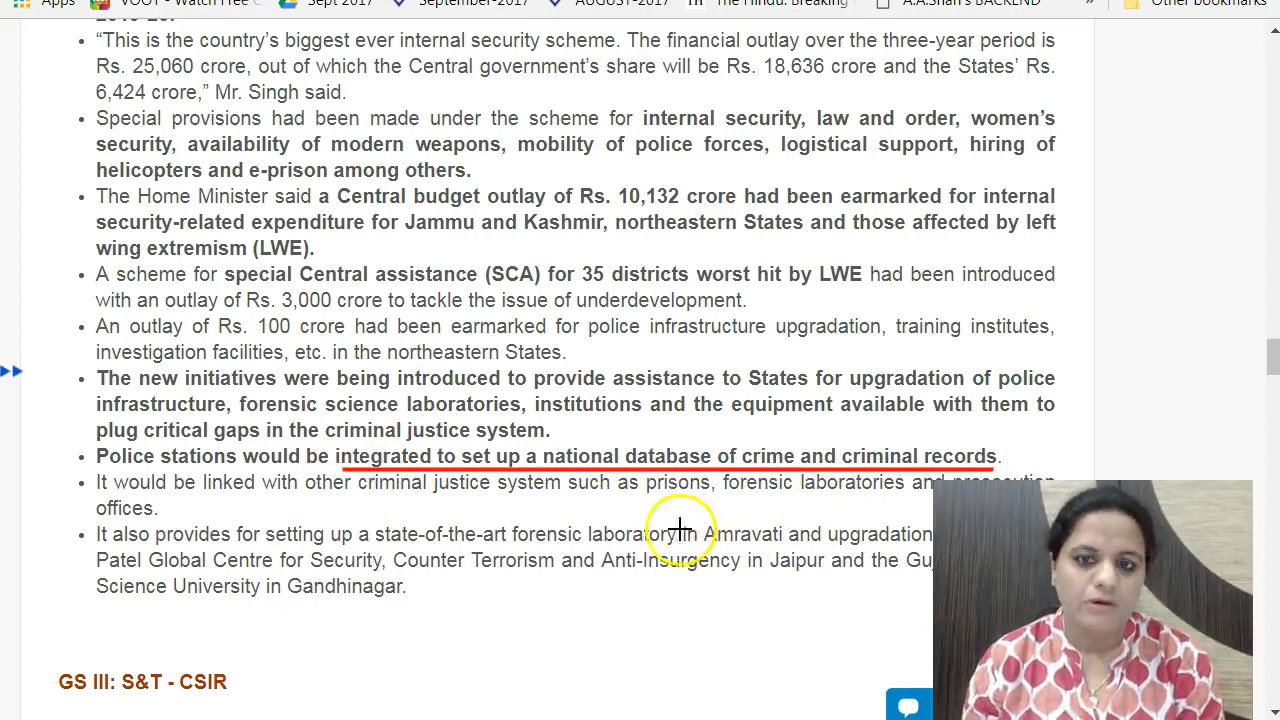 Apps VOOT - Watch Free Sept 2017 September-2017 AUGUST-2017 TH The Hindu: Breaking A.A.Shah's BACKEND » Other bookmarks
• “This is the country’s biggest ever internal security scheme. The financial outlay over the three-year period is
Rs. 25,060 crore, out of which the Central government’s share will be Rs. 18,636 crore and the States’ Rs.
6,424 crore,” Mr. Singh said.
• Special provisions had been made under the scheme for internal security, law and order, women’s
security, availability of modern weapons, mobility of police forces, logistical support, hiring of
helicopters and e-prison among others.
• The Home Minister said a Central budget outlay of Rs. 10,132 crore had been earmarked for internal
security-related expenditure for Jammu and Kashmir, northeastern States and those affected by left
wing extremism (LWE).
• A scheme for special Central assistance (SCA) for 35 districts worst hit by LWE had been introduced
with an outlay of Rs. 3,000 crore to tackle the issue of underdevelopment.
• An outlay of Rs. 100 crore had been earmarked for police infrastructure upgradation, training institutes,
investigation facilities, etc. in the northeastern States.
• The new initiatives were being introduced to provide assistance to States for upgradation of police
infrastructure, forensic science laboratories, institutions and the equipment available with them to
plug critical gaps in the criminal justice system.
• Police stations would be integrated to set up a national database of crime and criminal records.
• It would be linked with other criminal justice system such as prisons, forensic laboratories and prosecution
offices.
• It also provides for setting up a state-of-the-art forensic laboratory in Amravati and upgradation
Patel Global Centre for Security, Counter Terrorism and Anti-Insurgency in Jaipur and the
Science University in Gandhinagar.
GS III: S&T - CSIR